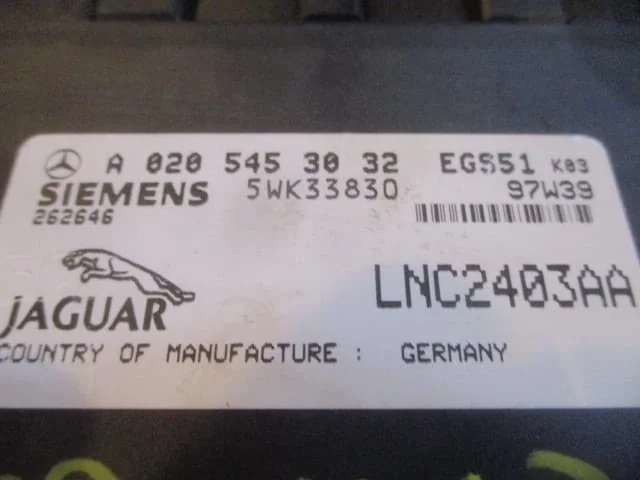 A 020 545 30 32 EGS51 K03
SIEMENS 5WK33830 97W39
262646
JAGUAR LNC2403AA
COUNTRY OF MANUFACTURE : GERMANY